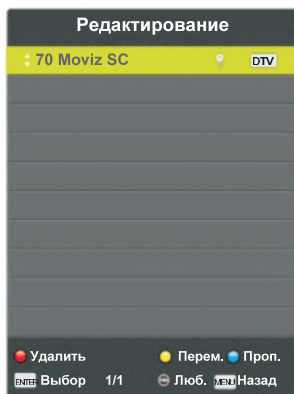 Редактирование
: 70 Moviz SC DTV
Удалить Перем. Проп.
ENTER Выбор 1/1 Люб. MENU Назад